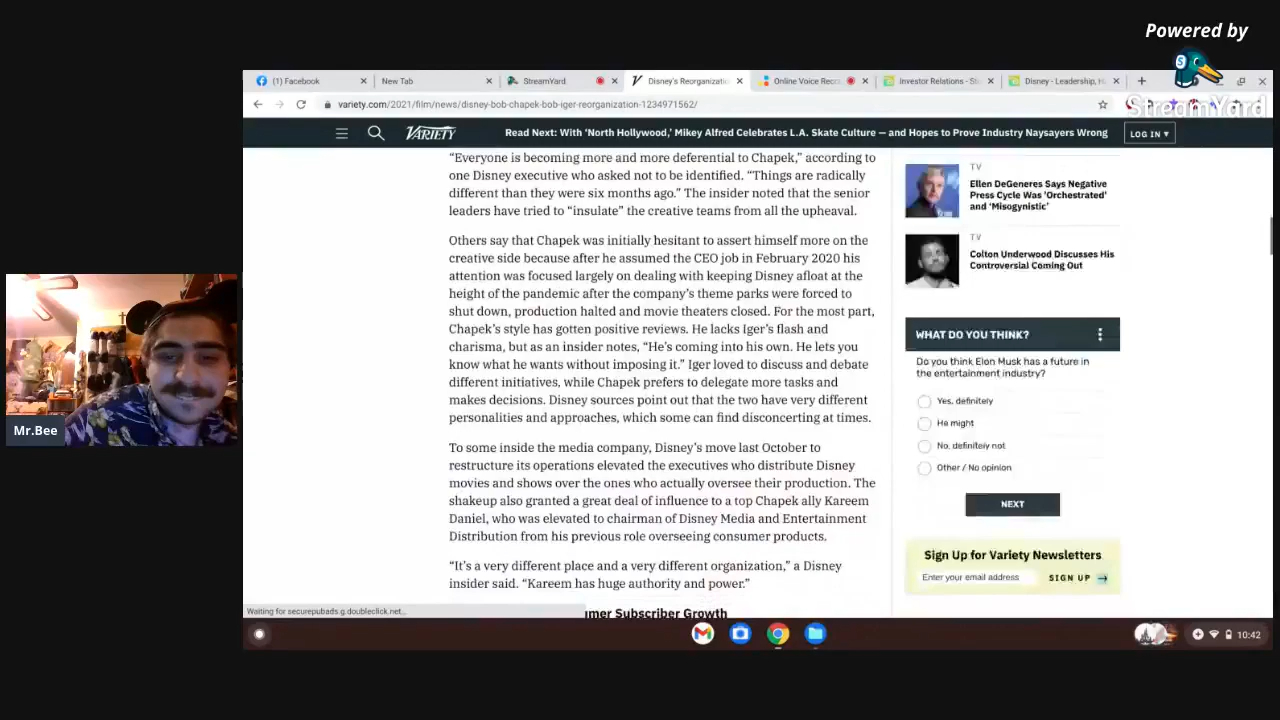 Powered by
StreamYard
(1) Facebook
New Tab
StreamYard
Disney's Reorganizatio
Online Voice Reco
Investor Relations - St
Disney - Leadership, H
variety.com/2021/film/news/disney-bob-chapek-bob-iger-reorganization-1234971562/
VARIETY
Read Next: With 'North Hollywood,' Mikey Alfred Celebrates L.A. Skate Culture — and Hopes to Prove Industry Naysayers Wrong
LOG IN
“Everyone is becoming more and more deferential to Chapek,” according to
one Disney executive who asked not to be identified. “Things are radically
different than they were six months ago.” The insider noted that the senior
leaders have tried to “insulate” the creative teams from all the upheaval.
Others say that Chapek was initially hesitant to assert himself more on the
creative side because after he assumed the CEO job in February 2020 his
attention was focused largely on dealing with keeping Disney afloat at the
height of the pandemic after the company’s theme parks were forced to
shut down, production halted and movie theaters closed. For the most part,
Chapek’s style has gotten positive reviews. He lacks Iger’s flash and
charisma, but as an insider notes, “He’s coming into his own. He lets you
know what he wants without imposing it.” Iger loved to discuss and debate
different initiatives, while Chapek prefers to delegate more tasks and
makes decisions. Disney sources point out that the two have very different
personalities and approaches, which some can find disconcerting at times.
To some inside the media company, Disney’s move last October to
restructure its operations elevated the executives who distribute Disney
movies and shows over the ones who actually oversee their production. The
shakeup also granted a great deal of influence to a top Chapek ally Kareem
Daniel, who was elevated to chairman of Disney Media and Entertainment
Distribution from his previous role overseeing consumer products.
“It’s a very different place and a very different organization,” a Disney
insider said. “Kareem has huge authority and power.”
umer Subscriber Growth
TV
Ellen DeGeneres Says Negative
Press Cycle Was 'Orchestrated'
and 'Misogynistic'
TV
Colton Underwood Discusses His
Controversial Coming Out
WHAT DO YOU THINK?
Do you think Elon Musk has a future in
the entertainment industry?
Yes, definitely
He might
No, definitely not
Other / No opinion
NEXT
Sign Up for Variety Newsletters
Enter your email address
SIGN UP
Waiting for securepubads.g.doubleclick.net...
10:42
Mr.Bee